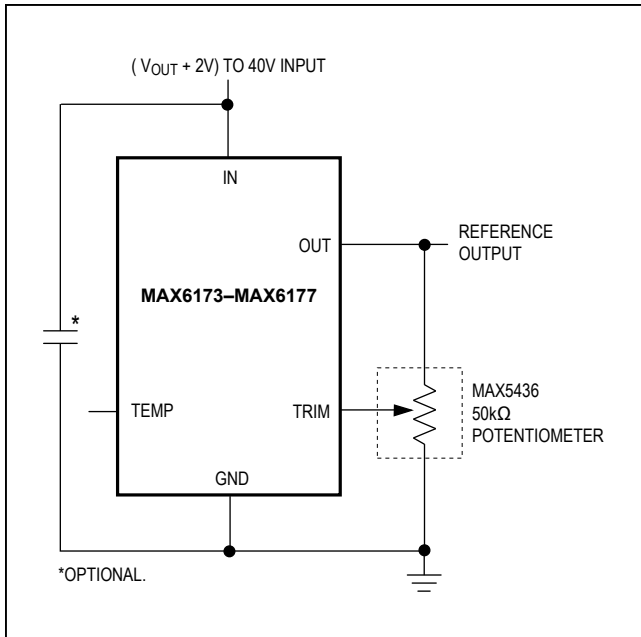 ( VOUT + 2V) TO 40V INPUT
IN
OUT
REFERENCE
OUTPUT
MAX6173–MAX6177
*
TEMP
TRIM
MAX5436
50kΩ
POTENTIOMETER
GND
*OPTIONAL.